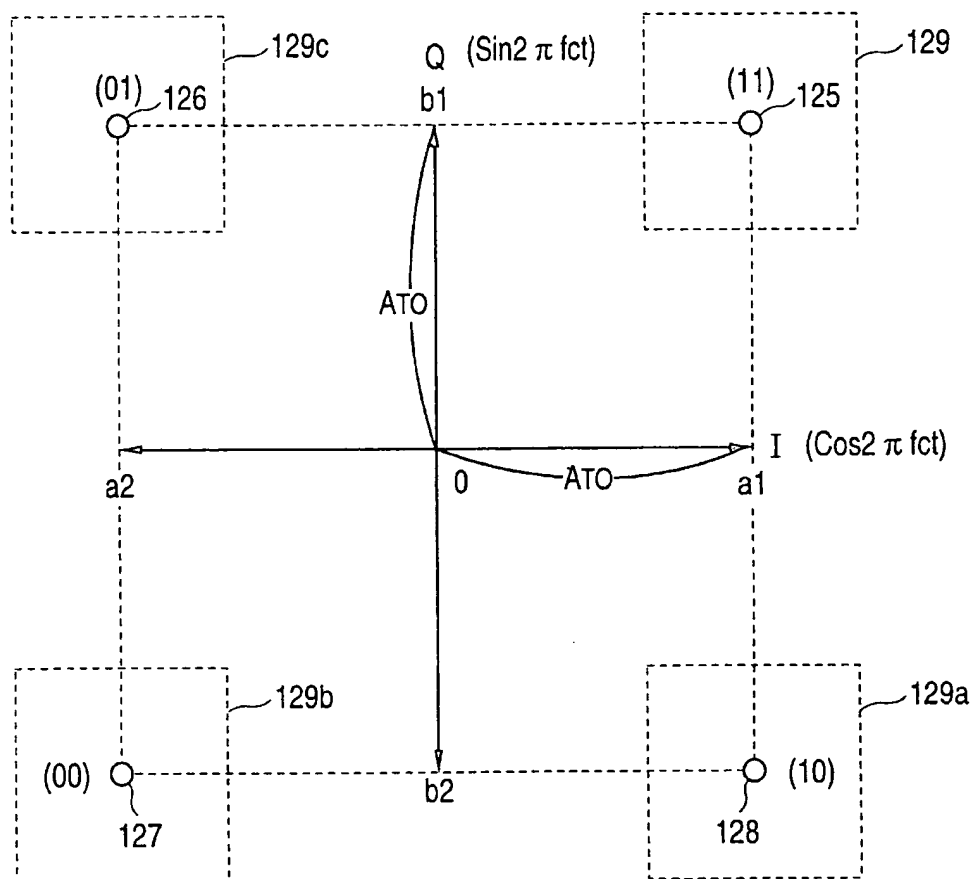 129c
Q (Sin2 π fct)
129
(01)
126
b1
(11)
125
ATO
I (Cos2 π fct)
a2
0
ATO
a1
129b
129a
(00)
127
b2
(10)
128